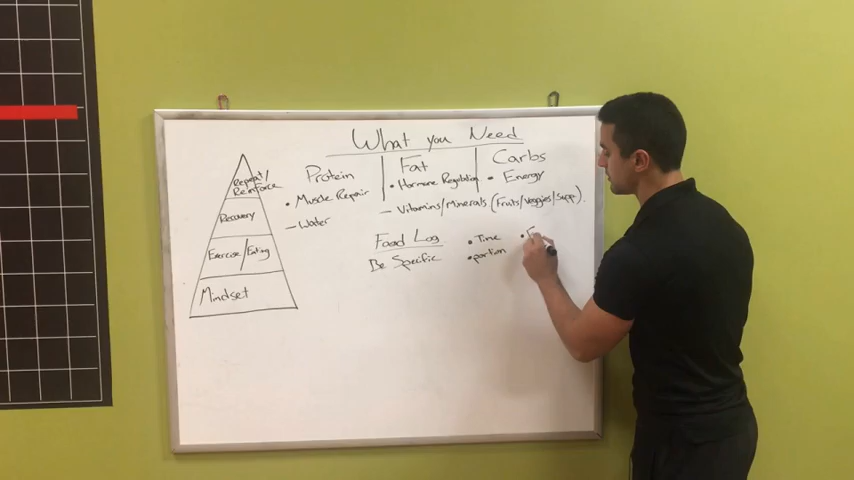 What you Need
Protein
Fat
Carbs
• Muscle Repair
• Hormone Regulation
• Energy
- Water
- Vitamins/Minerals (Fruits/Veggies/Supp).
Food Log
Be Specific
• Time
• portion
• F
Repeat/
Reinforce
Recovery
Exercise/Eating
Mindset